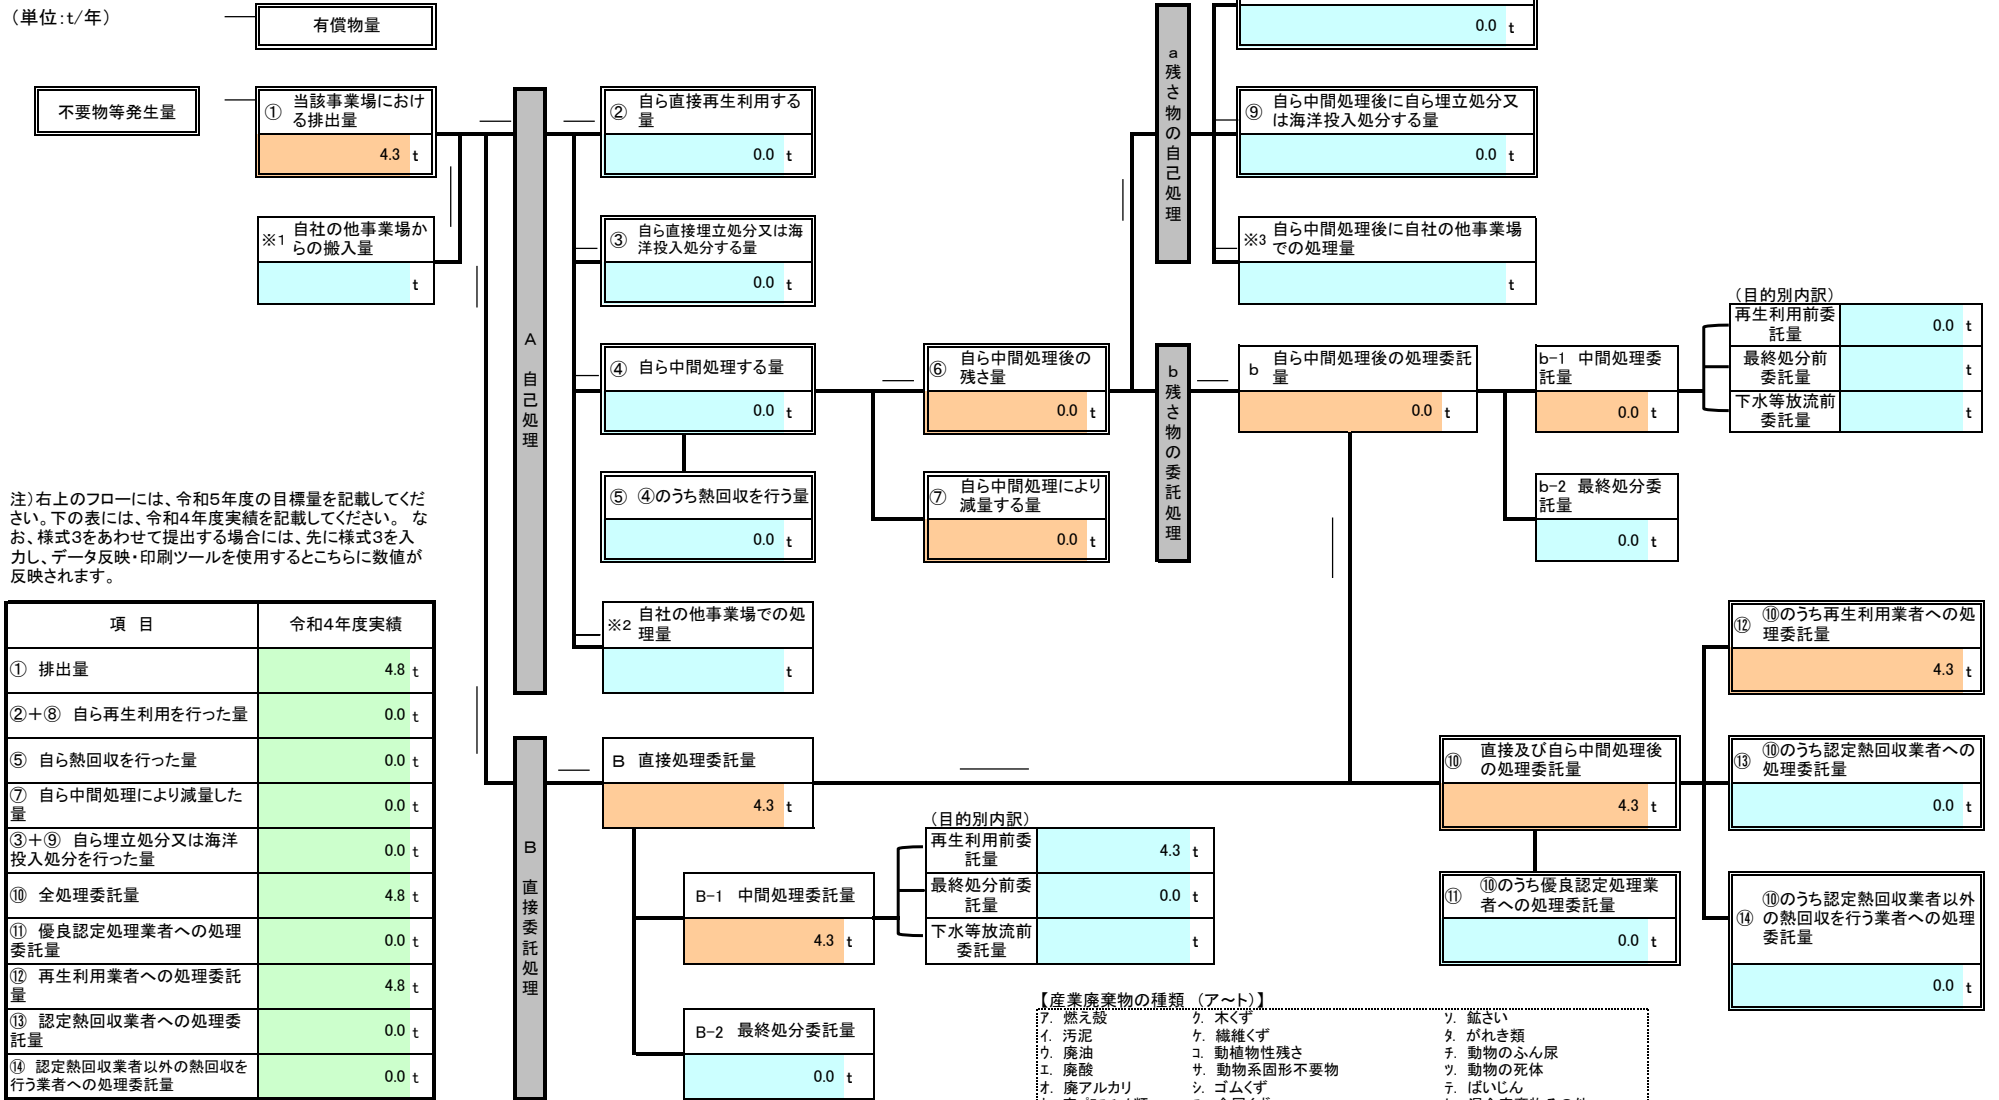 (単位:t/年)
有償物量
0.0 t
不要物等発生量
① 当該事業場におけ
る排出量
4.3 t
※1 自社の他事業場か
らの搬入量
t
A 自己処理
② 自ら直接再生利用する
量
0.0 t
③ 自ら直接埋立処分又は海
洋投入処分する量
0.0 t
④ 自ら中間処理する量
0.0 t
⑤ ④のうち熱回収を行う量
0.0 t
※2 自社の他事業場での処
理量
t
⑥ 自ら中間処理後の
残さ量
0.0 t
⑦ 自ら中間処理により
減量する量
0.0 t
a 残さ物の自己処理
⑨ 自ら中間処理後に自ら埋立処分又
は海洋投入処分する量
0.0 t
※3 自ら中間処理後に自社の他事業場
での処理量
t
b 残さ物の委託処理
b 自ら中間処理後の処理委託
量
0.0 t
b-1 中間処理委
託量
0.0 t
b-2 最終処分委
託量
0.0 t
(目的別内訳)
再生利用前委
託量
0.0 t
最終処分前
委託量
t
下水等放流前
委託量
t
注)右上のフローには、令和5年度の目標量を記載してくだ
さい。下の表には、令和4年度実績を記載してください。 な
お、様式3をあわせて提出する場合には、先に様式3を入
力し、データ反映・印刷ツールを使用するとこちらに数値が
反映されます。
項 目 令和4年度実績
① 排出量 4.8 t
②+⑧ 自ら再生利用を行った量 0.0 t
⑤ 自ら熱回収を行った量 0.0 t
⑦ 自ら中間処理により減量した
量 0.0 t
③+⑨ 自ら埋立処分又は海洋
投入処分を行った量 0.0 t
⑩ 全処理委託量 4.8 t
⑪ 優良認定処理業者への処理
委託量 0.0 t
⑫ 再生利用業者への処理委託
量 4.8 t
⑬ 認定熱回収業者への処理委
託量 0.0 t
⑭ 認定熱回収業者以外の熱回収を
行う業者への処理委託量 0.0 t
B 直接委託処理
B 直接処理委託量
4.3 t
B-1 中間処理委託量
4.3 t
B-2 最終処分委託量
0.0 t
(目的別内訳)
再生利用前委
託量
4.3 t
最終処分前委
託量
0.0 t
下水等放流前
委託量
t
⑩ 直接及び自ら中間処理後
の処理委託量
4.3 t
⑪ ⑩のうち優良認定処理業
者への処理委託量
0.0 t
⑫ ⑩のうち再生利用業者への処
理委託量
4.3 t
⑬ ⑩のうち認定熱回収業者への
処理委託量
0.0 t
⑭ ⑩のうち認定熱回収業者以外
の熱回収を行う業者への処理
委託量
0.0 t
【産業廃棄物の種類 (ア~ト)】
ア. 燃え殻 ク. 木くず ソ. 鉱さい
イ. 汚泥 ケ. 繊維くず タ. がれき類
ウ. 廃油 コ. 動植物性残さ チ. 動物のふん尿
エ. 廃酸 サ. 動物系固形不要物 ツ. 動物の死体
オ. 廃アルカリ シ. ゴムくず テ. ばいじん